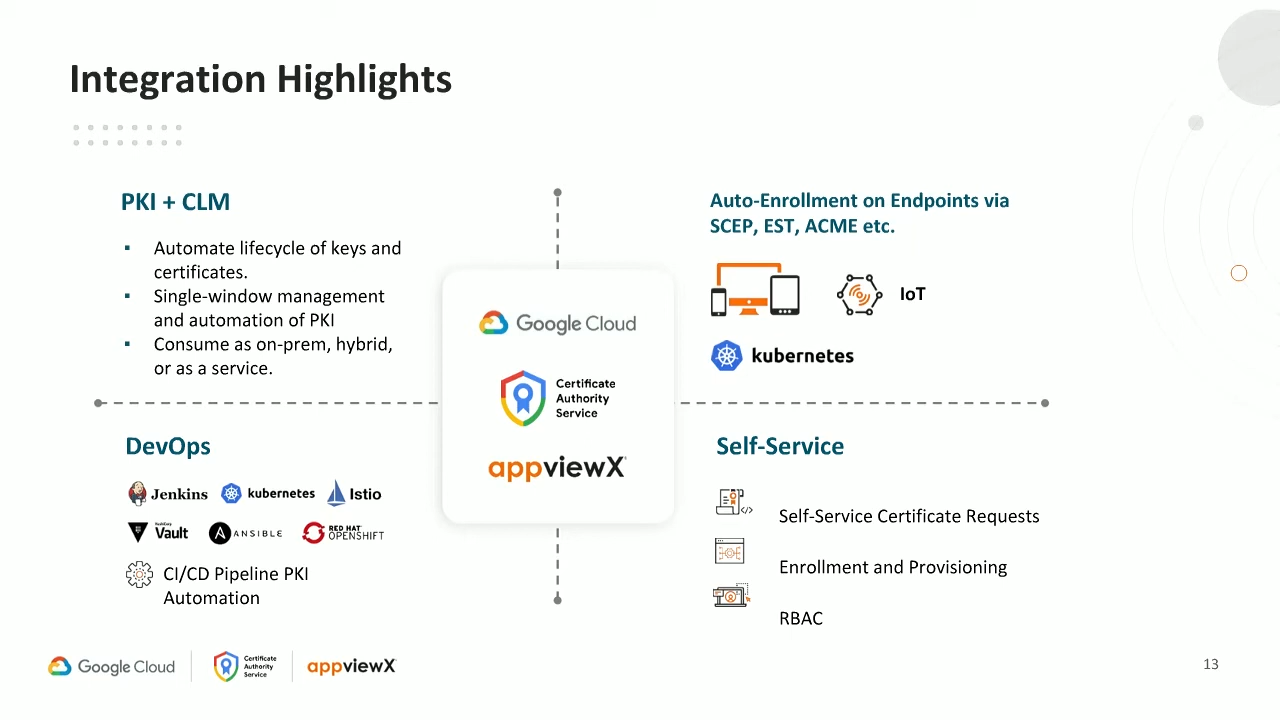 Integration Highlights
PKI + CLM
▪ Automate lifecycle of keys and
certificates.
▪ Single-window management
and automation of PKI
▪ Consume as on-prem, hybrid,
or as a service.
Auto-Enrollment on Endpoints via
SCEP, EST, ACME etc.
IoT
kubernetes
Google Cloud
Certificate
Authority
Service
appviewX
DevOps
Jenkins kubernetes Istio
HashiCorp
Vault ANSIBLE RED HAT
OPENSHIFT
CI/CD Pipeline PKI
Automation
Self-Service
Self-Service Certificate Requests
Enrollment and Provisioning
RBAC
Google Cloud
Certificate
Authority
Service
appviewX
13